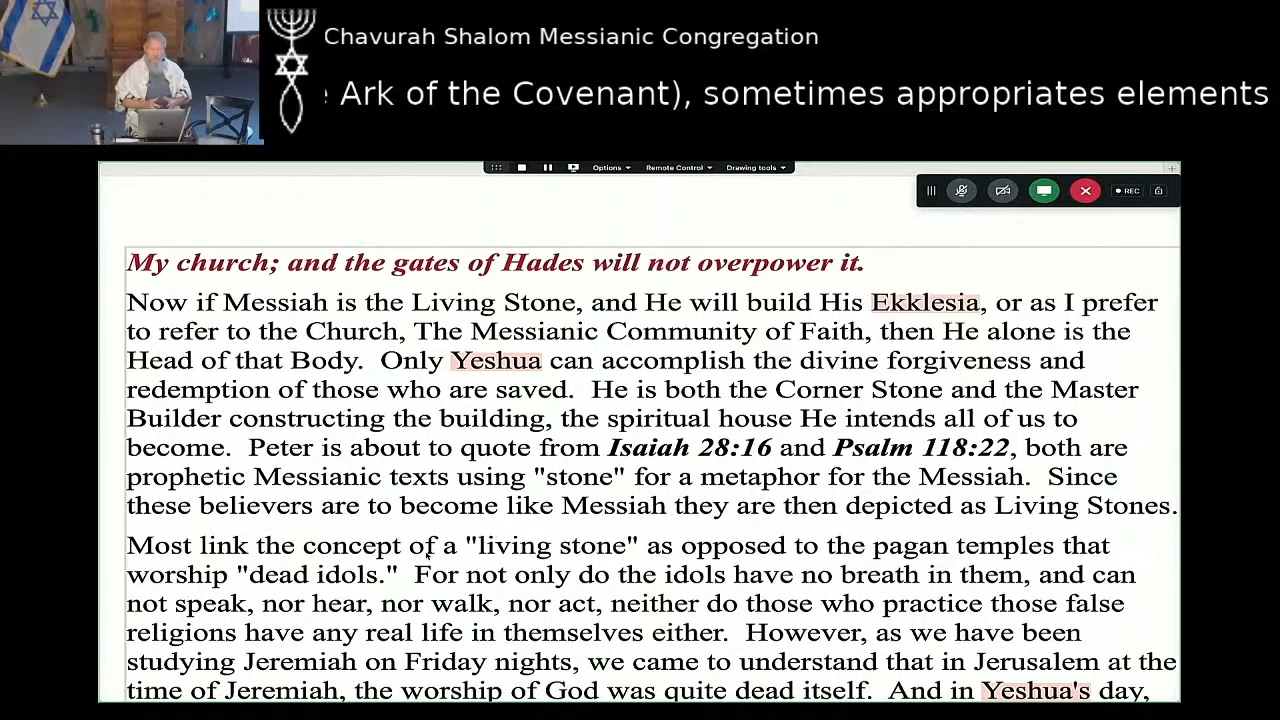 Chavurah Shalom Messianic Congregation
Ark of the Covenant), sometimes appropriates elements
Options Remote Control Drawing tools
REC
My church; and the gates of Hades will not overpower it.
Now if Messiah is the Living Stone, and He will build His Ekklesia, or as I prefer
to refer to the Church, The Messianic Community of Faith, then He alone is the
Head of that Body. Only Yeshua can accomplish the divine forgiveness and
redemption of those who are saved. He is both the Corner Stone and the Master
Builder constructing the building, the spiritual house He intends all of us to
become. Peter is about to quote from Isaiah 28:16 and Psalm 118:22, both are
prophetic Messianic texts using "stone" for a metaphor for the Messiah. Since
these believers are to become like Messiah they are then depicted as Living Stones.
Most link the concept of a "living stone" as opposed to the pagan temples that
worship "dead idols." For not only do the idols have no breath in them, and can
not speak, nor hear, nor walk, nor act, neither do those who practice those false
religions have any real life in themselves either. However, as we have been
studying Jeremiah on Friday nights, we came to understand that in Jerusalem at the
time of Jeremiah, the worship of God was quite dead itself. And in Yeshua's day,